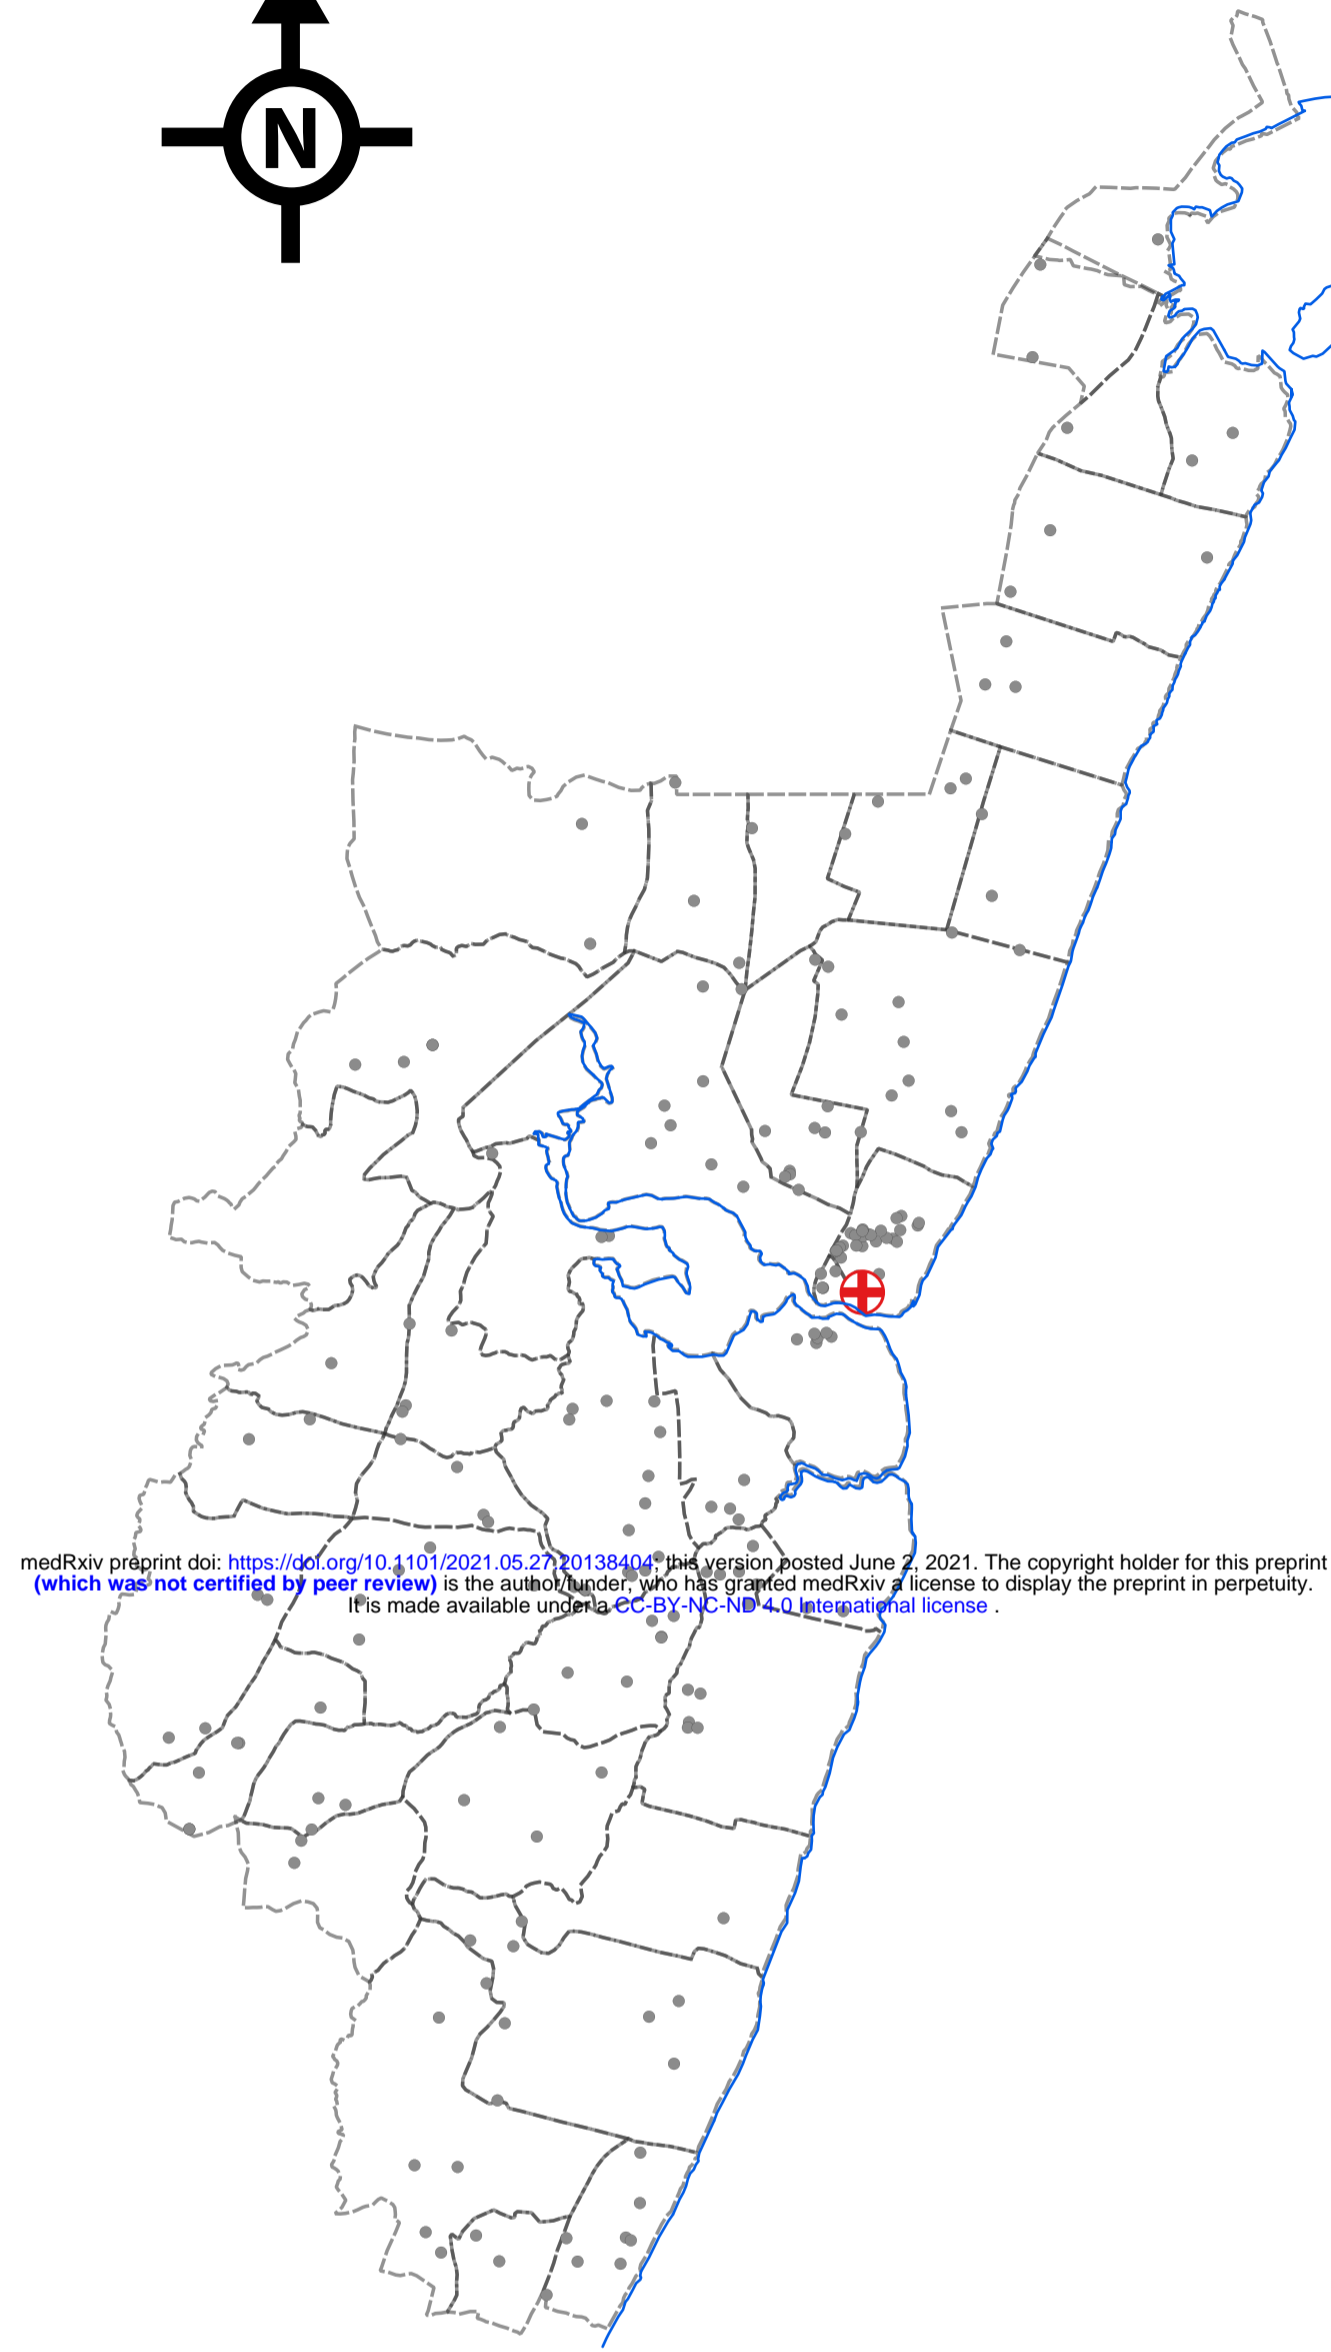 N
medRxiv preprint doi: https://doi.org/10.1101/2021.05.27.20138404; this version posted June 2, 2021. The copyright holder for this preprint
(which was not certified by peer review) is the author/funder, who has granted medRxiv a license to display the preprint in perpetuity.
It is made available under a CC-BY-NC-ND 4.0 International license .